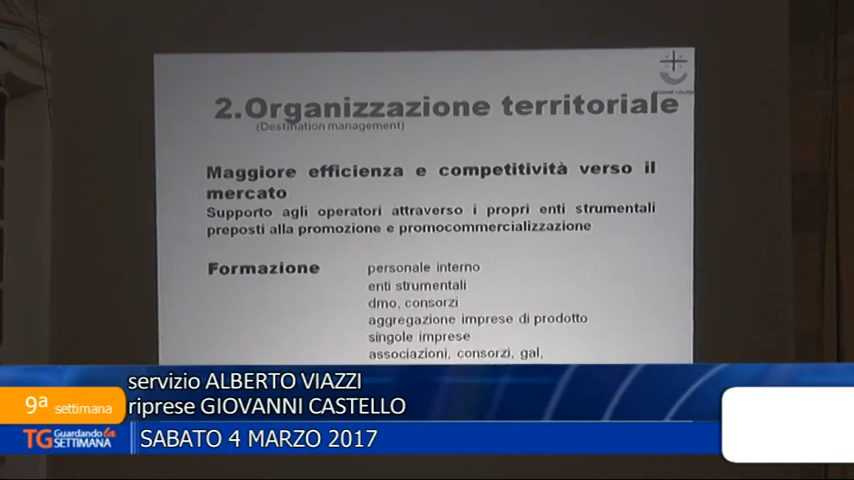 2.Organizzazione territoriale
(Destination management)
Maggiore efficienza e competitività verso il
mercato
Supporto agli operatori attraverso i propri enti strumentali
preposti alla promozione e promocommercializzazione
Formazione
personale interno
enti strumentali
dmo, consorzi
aggregazione imprese di prodotto
singole imprese
associazioni, consorzi, gal,
servizio ALBERTO VIAZZI
riprese GIOVANNI CASTELLO
9ª settimana
TG Guardando la SETTIMANA
SABATO 4 MARZO 2017